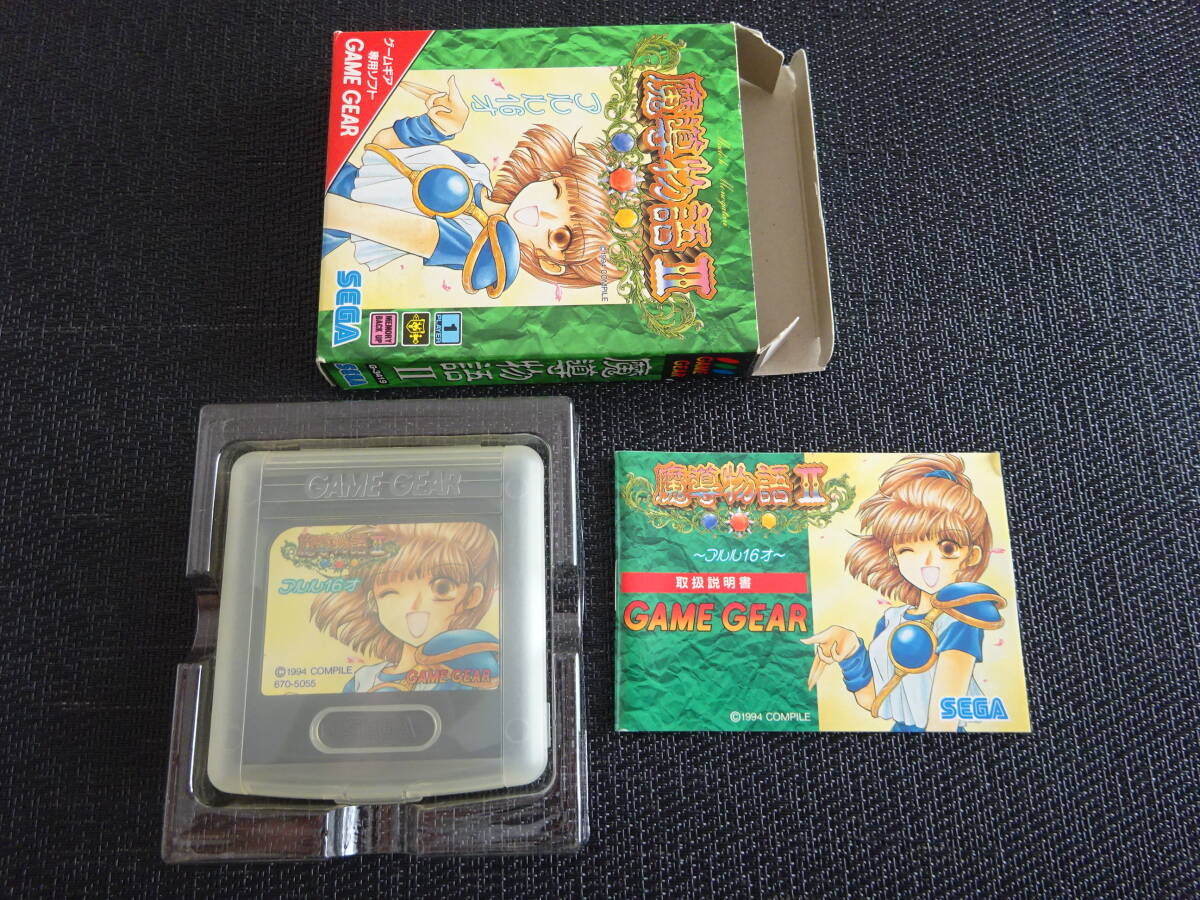 ゲームギア
専用ソフト
GAME GEAR
魔導物語II
アルル16才
©1994 COMPILE
SEGA
1
PLAYER
MEMORY
BACK UP
SEGA
G-3419
魔導物語II
GAME
GEAR
GAME GEAR
魔導物語II
アルル16才
©1994 COMPILE
670-5055
GAME GEAR
魔導物語II
～アルル16才～
取扱説明書
GAME GEAR
©1994 COMPILE
SEGA